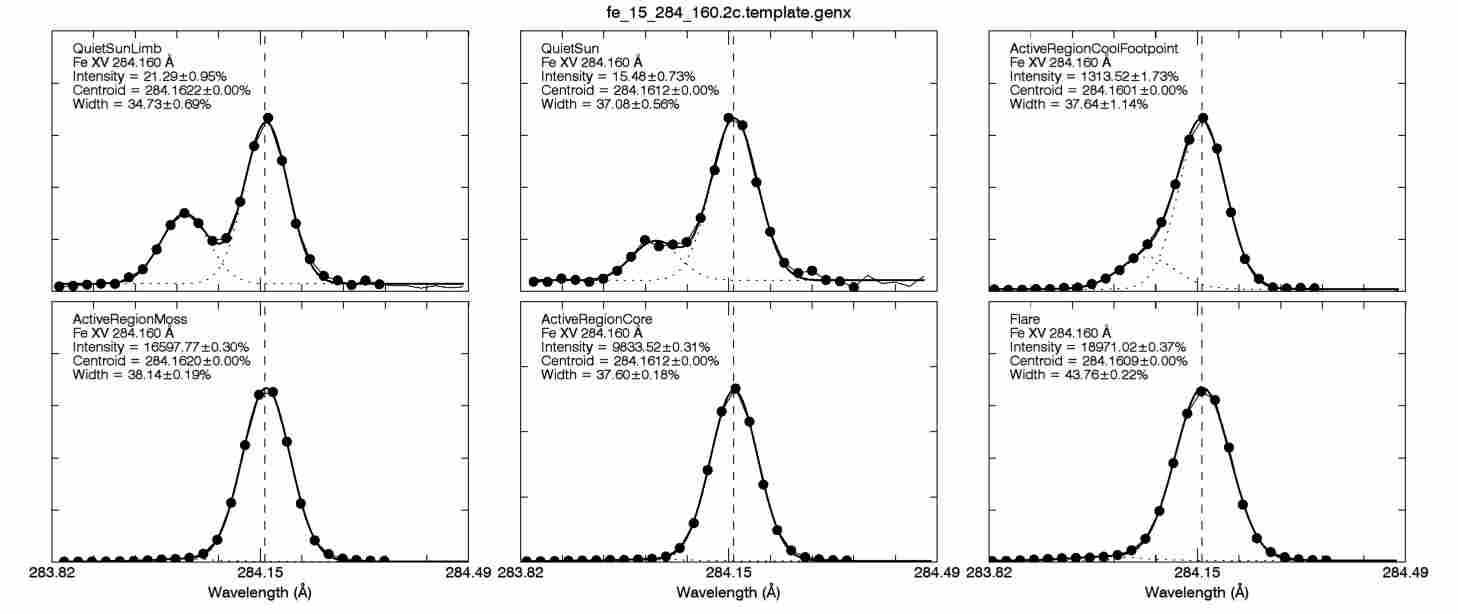 fe_15_284_160.2c.template.genx
QuietSunLimb
Fe XV 284.160 Å
Intensity = 21.29±0.95%
Centroid = 284.1622±0.00%
Width = 34.73±0.69%
QuietSun
Fe XV 284.160 Å
Intensity = 15.48±0.73%
Centroid = 284.1612±0.00%
Width = 37.08±0.56%
ActiveRegionCoolFootpoint
Fe XV 284.160 Å
Intensity = 1313.52±1.73%
Centroid = 284.1601±0.00%
Width = 37.64±1.14%
ActiveRegionMoss
Fe XV 284.160 Å
Intensity = 16597.77±0.30%
Centroid = 284.1620±0.00%
Width = 38.14±0.19%
ActiveRegionCore
Fe XV 284.160 Å
Intensity = 9833.52±0.31%
Centroid = 284.1612±0.00%
Width = 37.60±0.18%
Flare
Fe XV 284.160 Å
Intensity = 18971.02±0.37%
Centroid = 284.1609±0.00%
Width = 43.76±0.22%
283.82 284.15 284.49 283.82 284.15 284.49 283.82 284.15 284.49
Wavelength (Å) Wavelength (Å) Wavelength (Å)